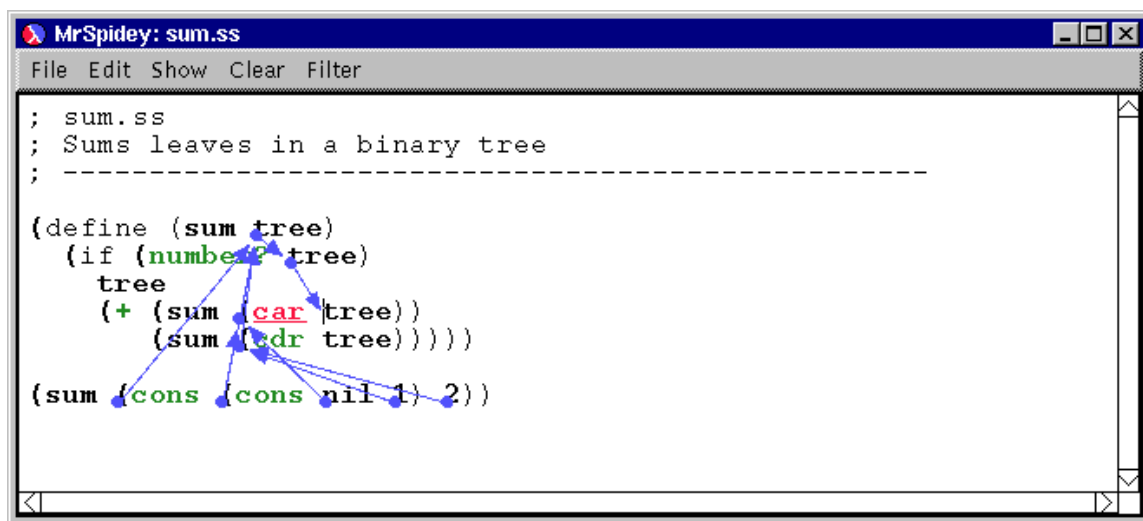 MrSpidey: sum.ss
File Edit Show Clear Filter
; sum.ss
; Sums leaves in a binary tree
; --------------------------------------------------
(define (sum tree)
(if (number? tree)
tree
(+ (sum (car tree))
(sum (cdr tree)))))
(sum (cons (cons nil 1) 2))